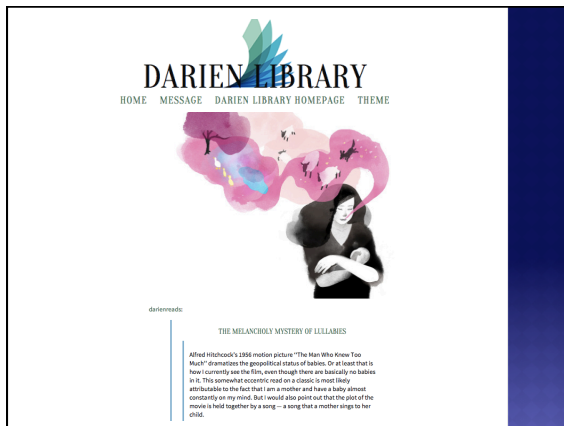 DARIEN LIBRARY
HOME MESSAGE DARIEN LIBRARY HOMEPAGE THEME
darienreads:
THE MELANCHOLY MYSTERY OF LULLABIES
Alfred Hitchcock's 1956 motion picture "The Man Who Knew Too
Much" dramatizes the geopolitical status of babies. Or at least that is
how I currently see the film, even though there are basically no babies
in it. This somewhat eccentric read on a classic is most likely
attributable to the fact that I am a mother and have a baby almost
constantly on my mind. But I would also point out that the plot of the
movie is held together by a song — a song that a mother sings to her
child.